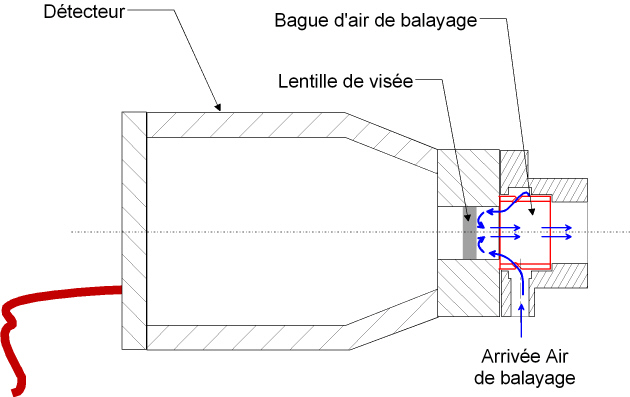 Détecteur
Bague d'air de balayage
Lentille de visée
Arrivée Air
de balayage